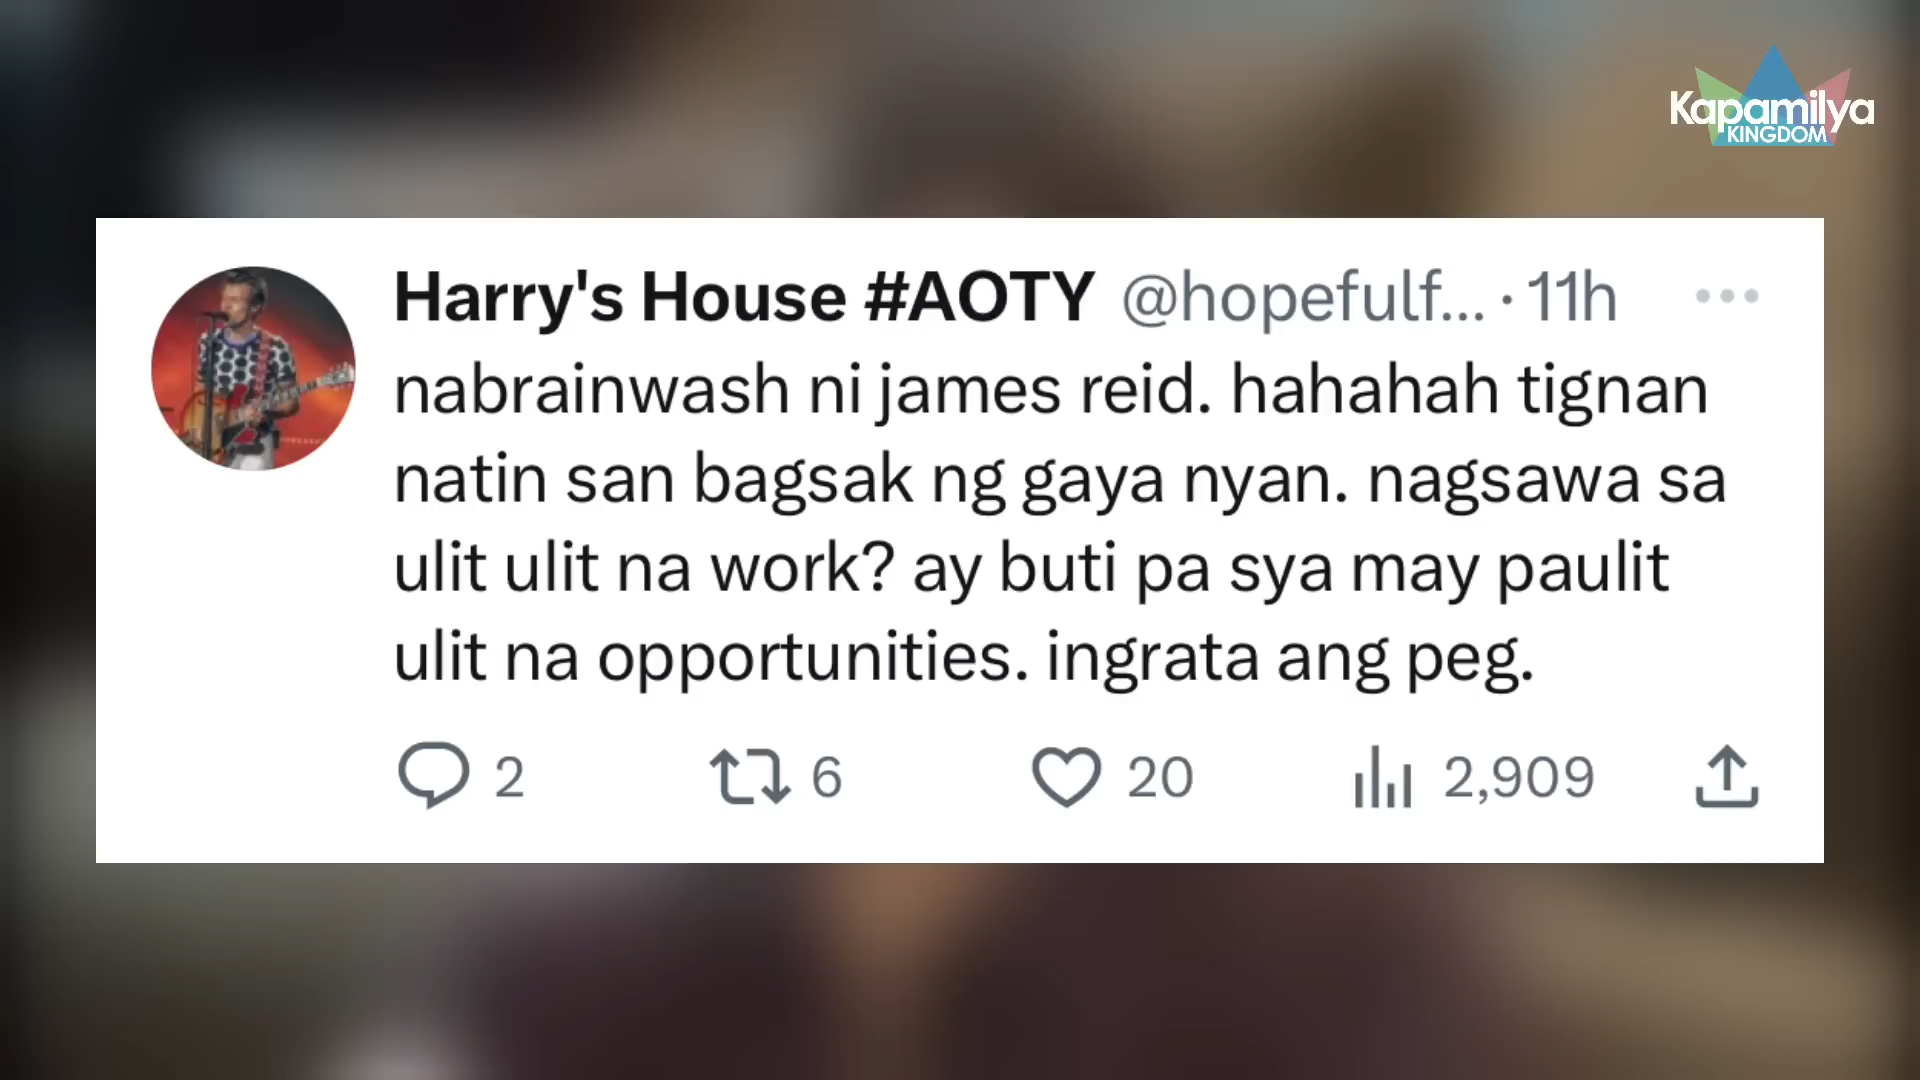 Kapamilya
KINGDOM
Harry's House #AOTY @hopefulf... · 11h
nabrainwash ni james reid. hahahah tignan
natin san bagsak ng gaya nyan. nagsawa sa
ulit ulit na work? ay buti pa sya may paulit
ulit na opportunities. ingrata ang peg.
2 6 20 2,909